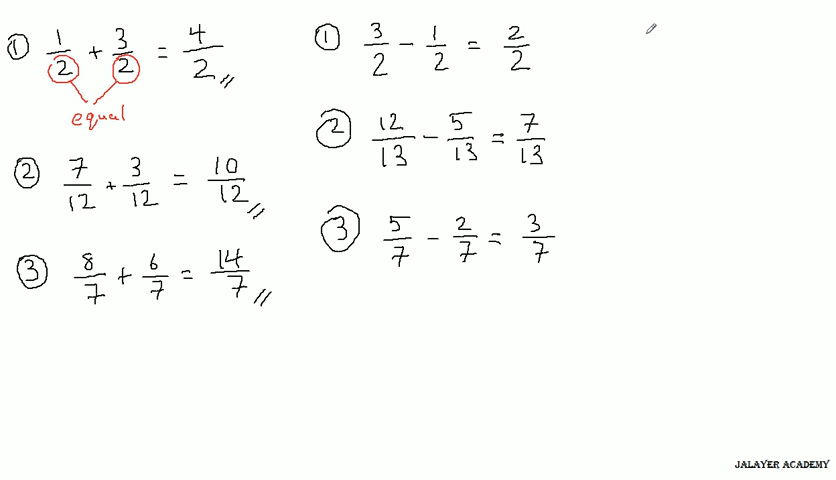 ① 1/2 + 3/2 = 4/2 //
equal
② 7/12 + 3/12 = 10/12 //
③ 8/7 + 6/7 = 14/7 //
① 3/2 - 1/2 = 2/2
② 12/13 - 5/13 = 7/13
③ 5/7 - 2/7 = 3/7
JALAYER ACADEMY